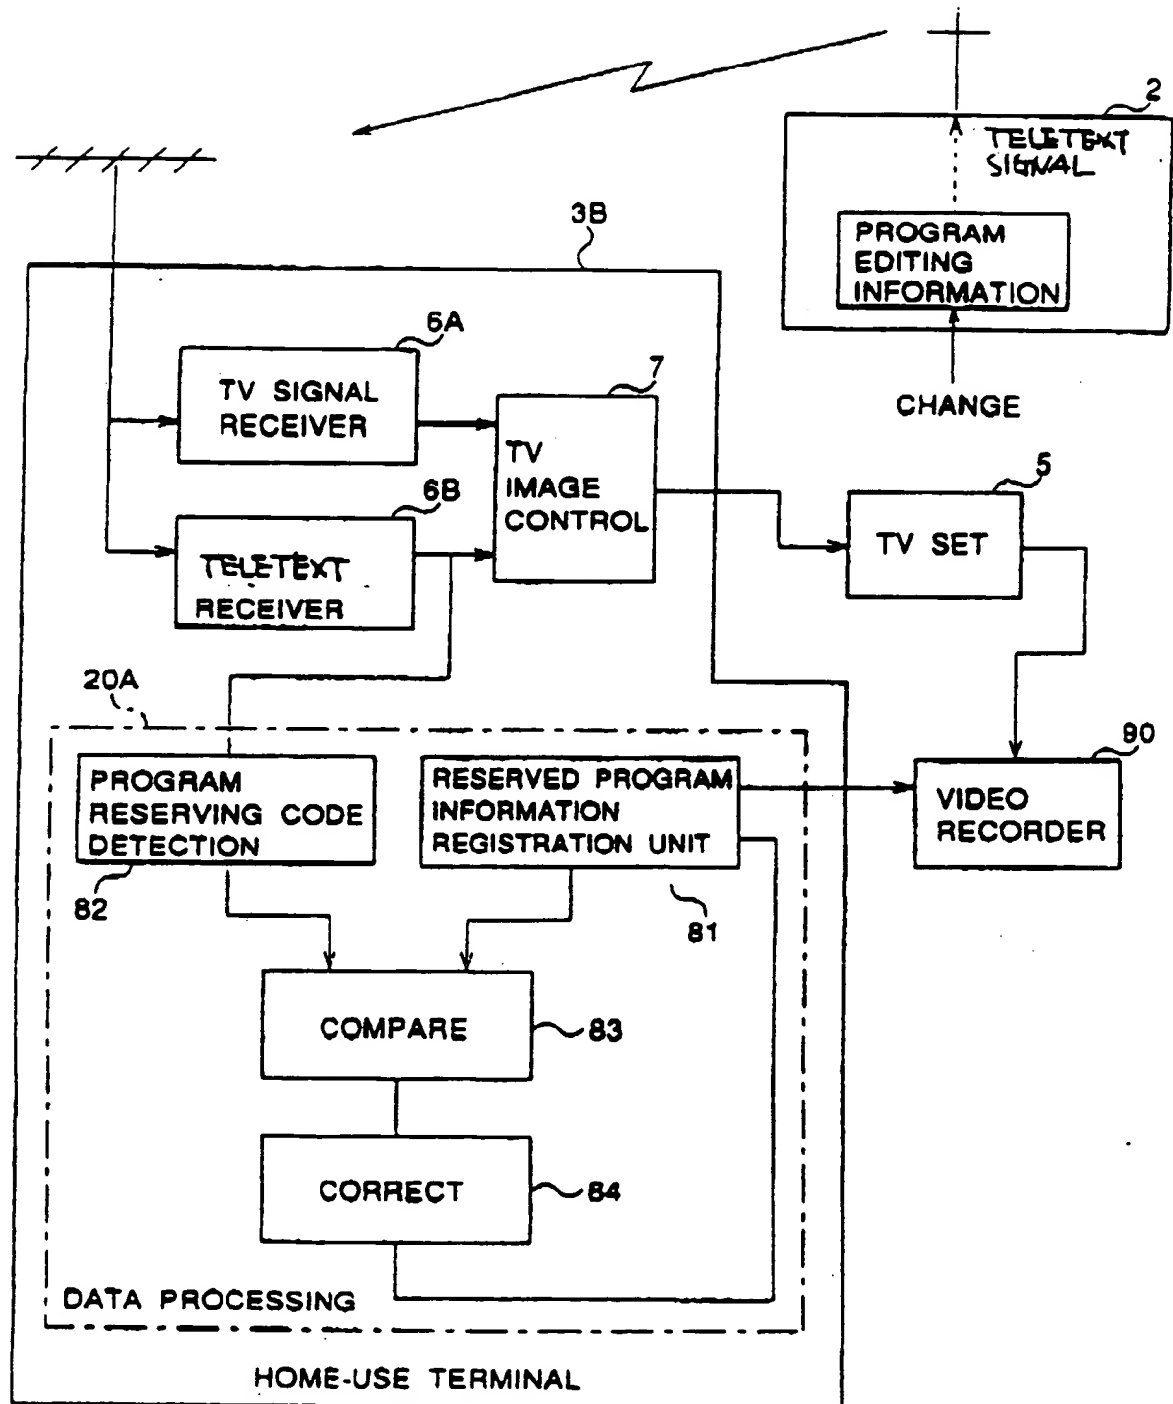 2
TELETEXT
SIGNAL
PROGRAM
EDITING
INFORMATION
CHANGE
3B
6A
TV SIGNAL
RECEIVER
7
TV
IMAGE
CONTROL
6B
TELETEXT
RECEIVER
5
TV SET
20A
PROGRAM
RESERVING CODE
DETECTION
82
RESERVED PROGRAM
INFORMATION
REGISTRATION UNIT
81
90
VIDEO
RECORDER
COMPARE
83
CORRECT
84
DATA PROCESSING
HOME-USE TERMINAL